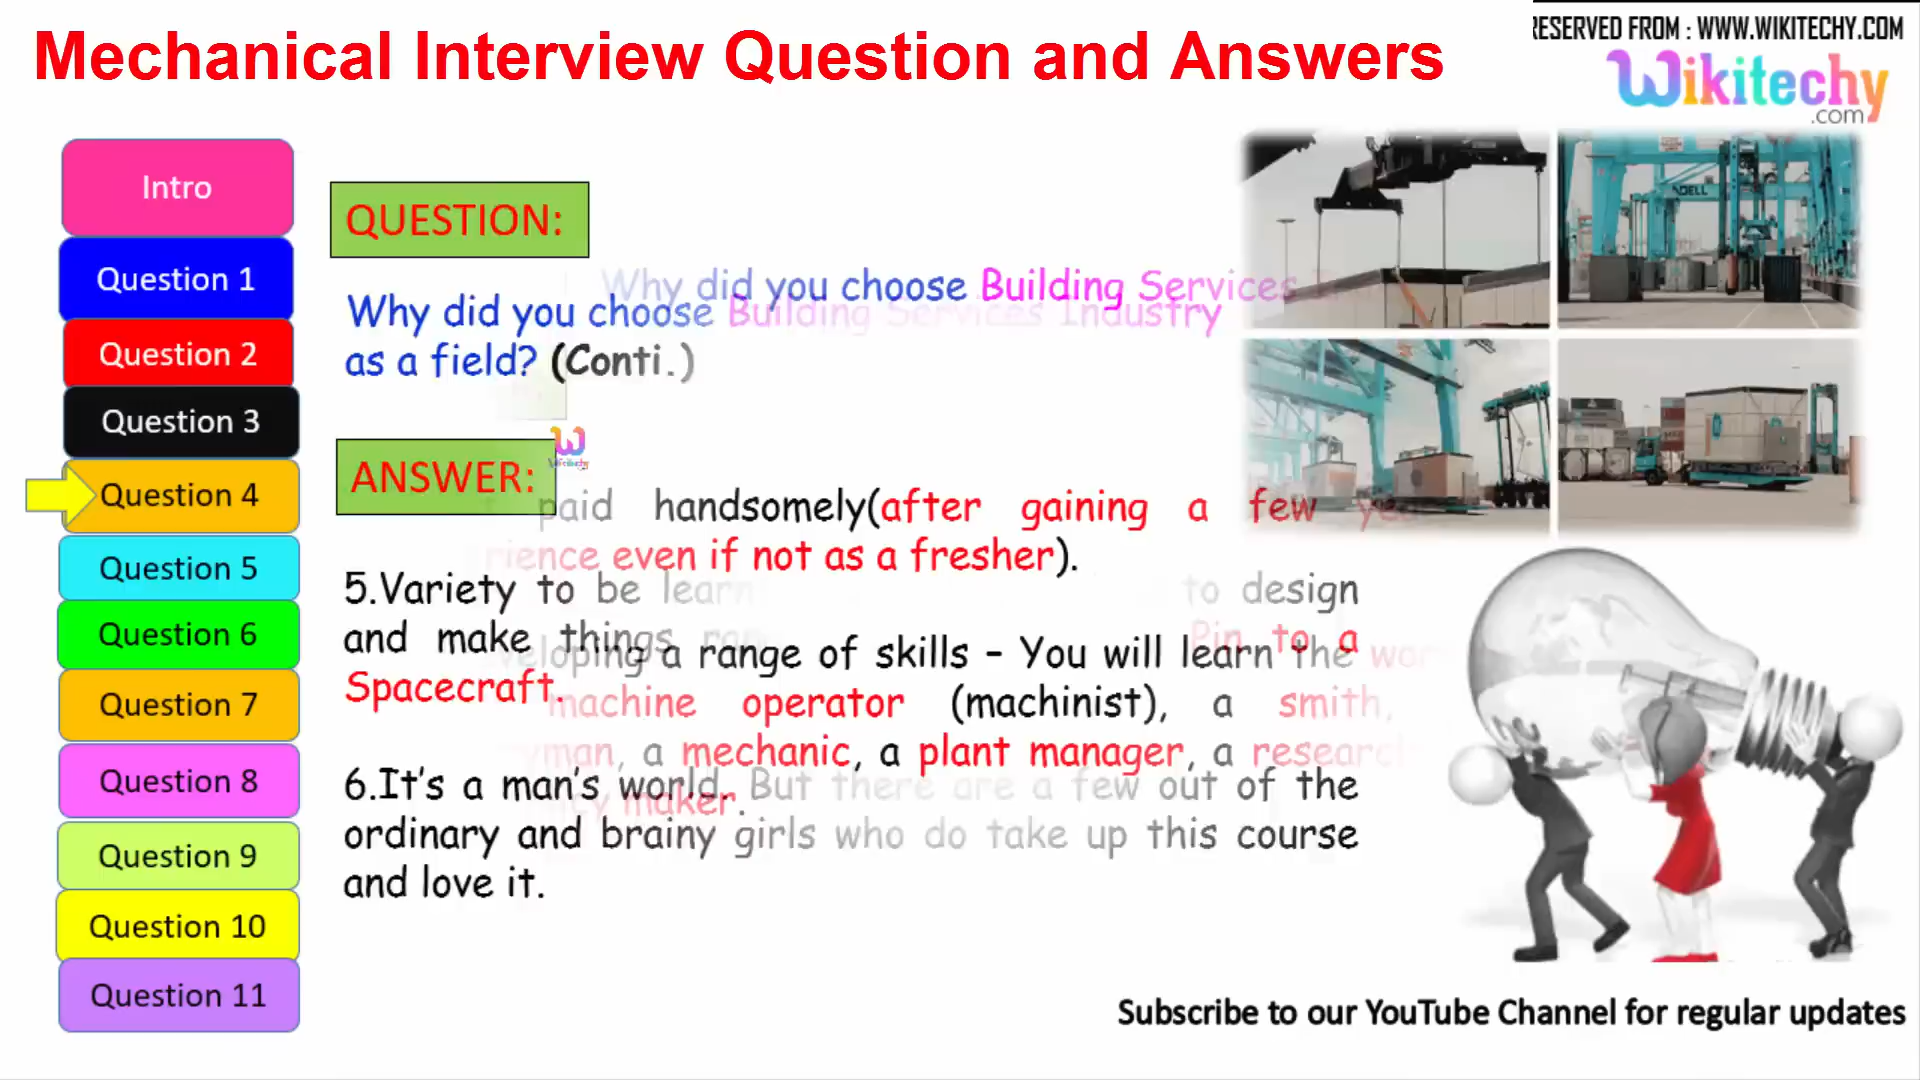 RESERVED FROM : WWW.WIKITECHY.COM
Mechanical Interview Question and Answers
Wikitechy
.com
Intro
Question 1
Question 2
Question 3
Question 4
Question 5
Question 6
Question 7
Question 8
Question 9
Question 10
Question 11
QUESTION:
Why did you choose Building Services
Why did you choose Building Services Industry
as a field? (Conti.)
ANSWER:
paid handsomely(after gaining a few
even if not as a fresher).
5.Variety to be learn to design
and make things Pin to a
Spacecraft.
a range of skills – You will learn the
machine operator (machinist), a smith,
a mechanic, a plant manager, a
maker.
6.It's a man's world. But there are a few out of the
ordinary and brainy girls who do take up this course
and love it.
Subscribe to our YouTube Channel for regular updates